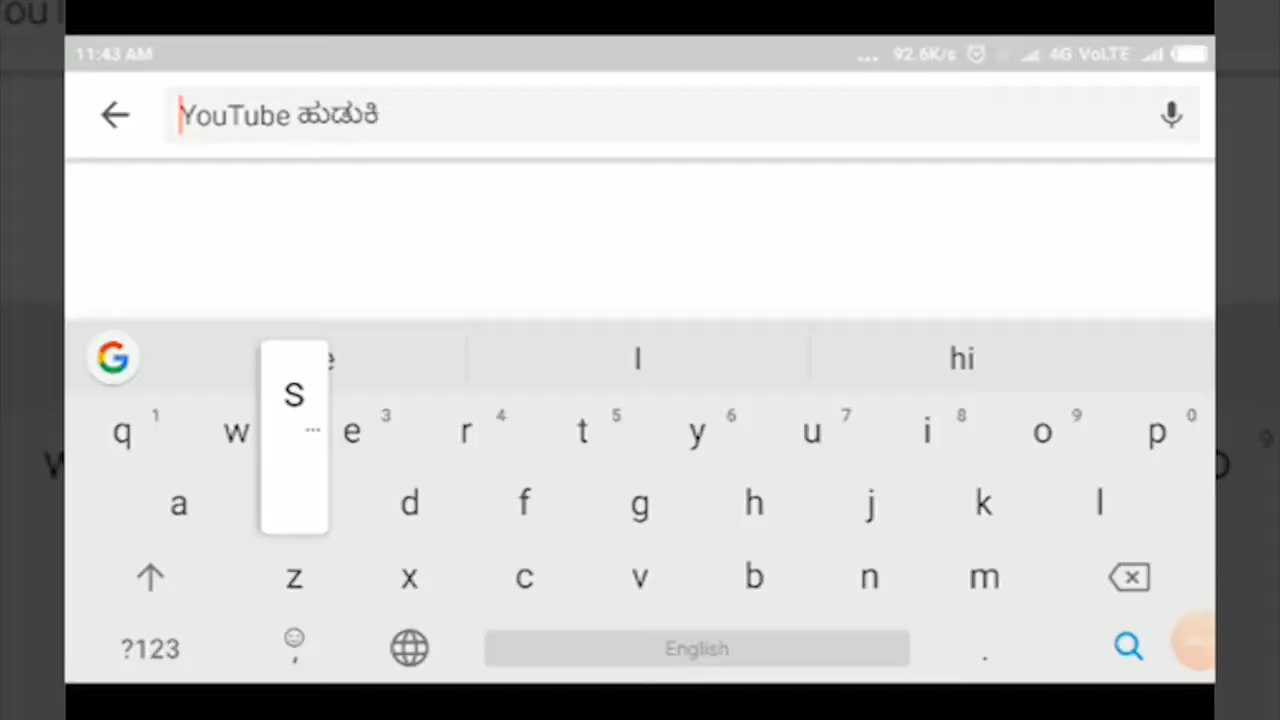 11:43 AM ... 92.6K/s 4G VoLTE
YouTube ಹುಡುಕಿ
I hi
q 1 w e 3 r 4 t 5 y 6 u 7 i 8 o 9 p 0
S
a d f g h j k l
z x c v b n m
?123 , English .